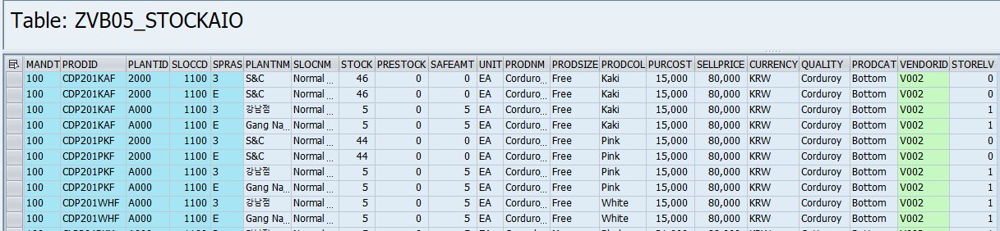 Table: ZVB05_STOCKAIO
MANDT PRODID PLANTID SLOCCD SPRAS PLANTNM SLOCNM STOCK PRESTOCK SAFEAMT UNIT PRODNM PRODSIZE PRODCOL PURCOST SELLPRICE CURRENCY QUALITY PRODCAT VENDORID STORELV
100 CDP201KAF 2000 1100 3 S&C Normal ... 46 0 0 EA Corduro... Free Kaki 15,000 80,000 KRW Corduroy Bottom V002 0
100 CDP201KAF 2000 1100 E S&C Normal ... 46 0 0 EA Corduro... Free Kaki 15,000 80,000 KRW Corduroy Bottom V002 0
100 CDP201KAF A000 1100 3 강남점 Normal ... 5 0 5 EA Corduro... Free Kaki 15,000 80,000 KRW Corduroy Bottom V002 1
100 CDP201KAF A000 1100 E Gang Na... Normal ... 5 0 5 EA Corduro... Free Kaki 15,000 80,000 KRW Corduroy Bottom V002 1
100 CDP201PKF 2000 1100 3 S&C Normal ... 44 0 0 EA Corduro... Free Pink 15,000 80,000 KRW Corduroy Bottom V002 0
100 CDP201PKF 2000 1100 E S&C Normal ... 44 0 0 EA Corduro... Free Pink 15,000 80,000 KRW Corduroy Bottom V002 0
100 CDP201PKF A000 1100 3 강남점 Normal ... 5 0 5 EA Corduro... Free Pink 15,000 80,000 KRW Corduroy Bottom V002 1
100 CDP201PKF A000 1100 E Gang Na... Normal ... 5 0 5 EA Corduro... Free Pink 15,000 80,000 KRW Corduroy Bottom V002 1
100 CDP201WHF A000 1100 3 강남점 Normal ... 5 0 5 EA Corduro... Free White 15,000 80,000 KRW Corduroy Bottom V002 1
100 CDP201WHF A000 1100 E Gang Na... Normal ... 5 0 5 EA Corduro... Free White 15,000 80,000 KRW Corduroy Bottom V002 1